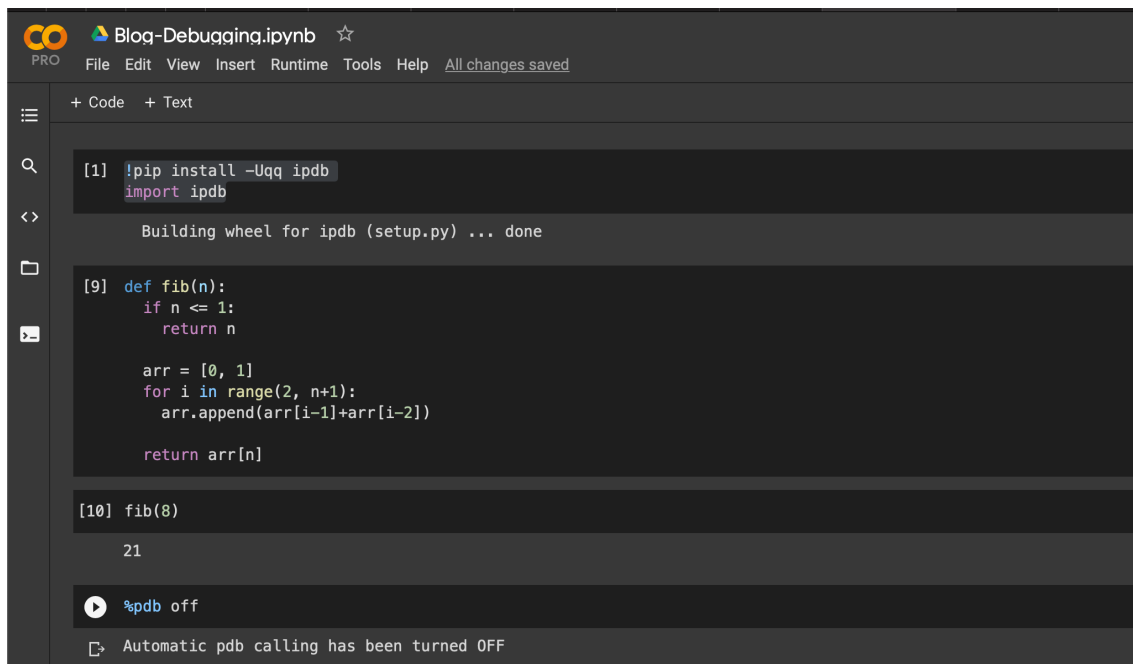 CO Blog-Debugging.ipynb
PRO File Edit View Insert Runtime Tools Help All changes saved
+ Code + Text
[1] !pip install -Uqq ipdb
import ipdb
Building wheel for ipdb (setup.py) ... done
[9] def fib(n):
if n <= 1:
return n
arr = [0, 1]
for i in range(2, n+1):
arr.append(arr[i-1]+arr[i-2])
return arr[n]
[10] fib(8)
21
%pdb off
Automatic pdb calling has been turned OFF